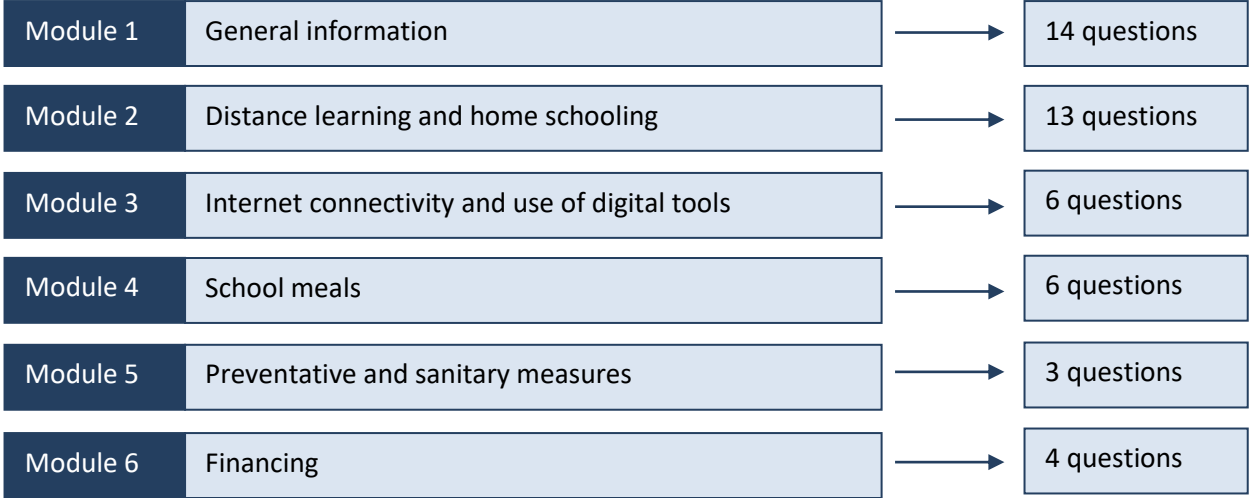 Module 1 General information 14 questions
Module 2 Distance learning and home schooling 13 questions
Module 3 Internet connectivity and use of digital tools 6 questions
Module 4 School meals 6 questions
Module 5 Preventative and sanitary measures 3 questions
Module 6 Financing 4 questions